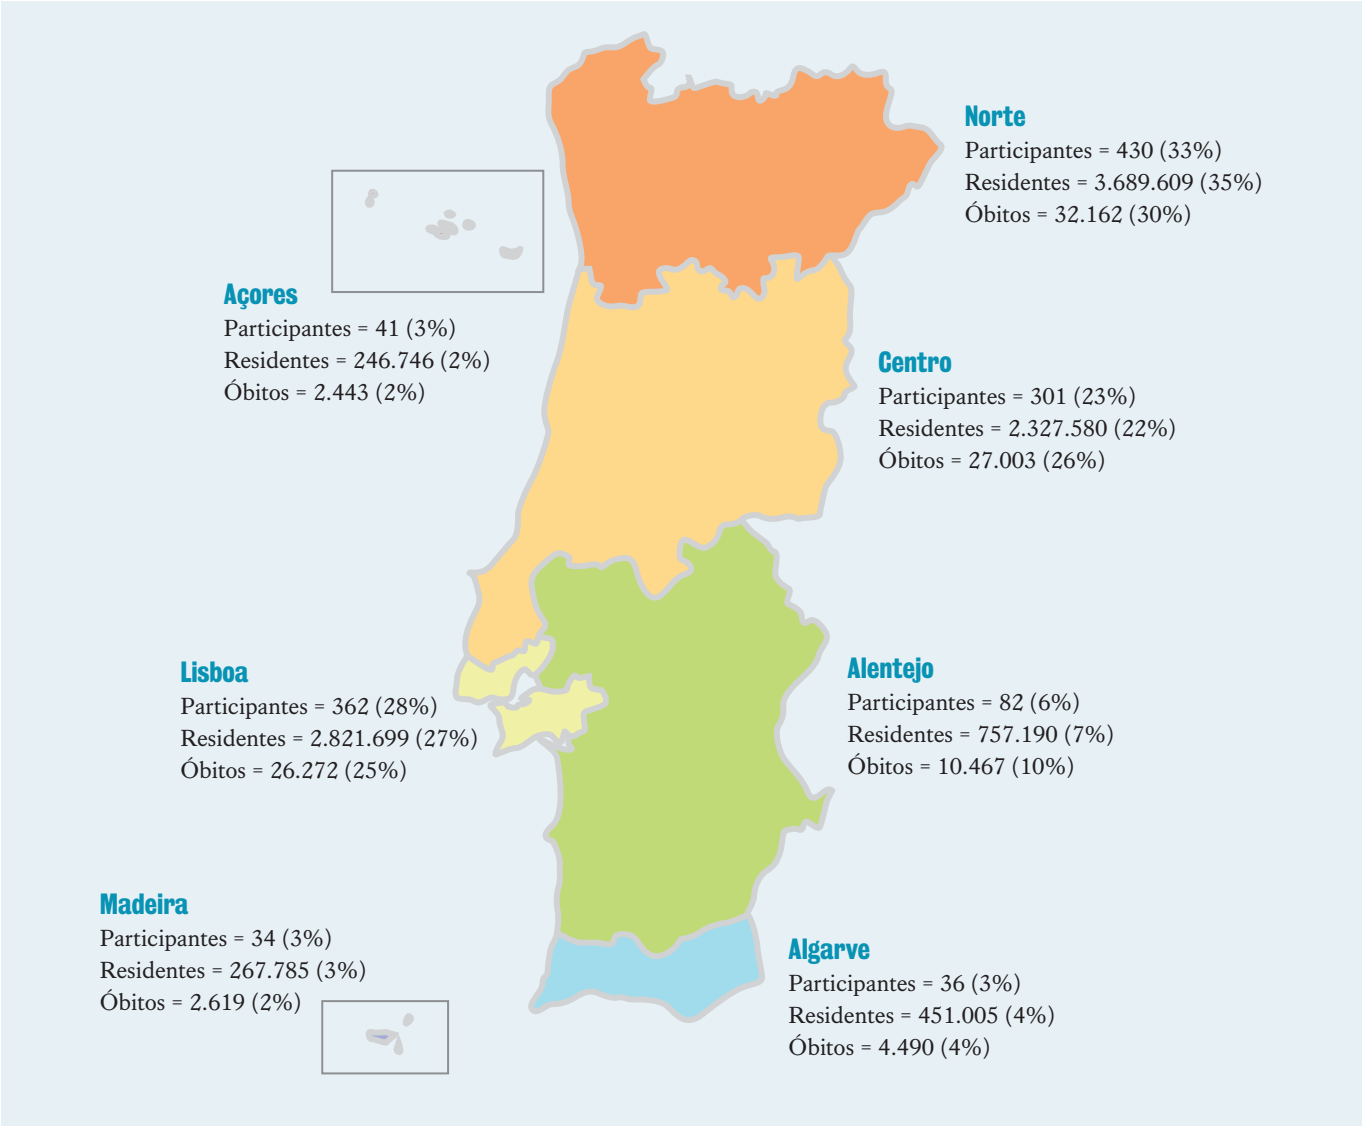 Norte
Participantes = 430 (33%)
Residentes = 3.689.609 (35%)
Óbitos = 32.162 (30%)
Açores
Participantes = 41 (3%)
Residentes = 246.746 (2%)
Óbitos = 2.443 (2%)
Centro
Participantes = 301 (23%)
Residentes = 2.327.580 (22%)
Óbitos = 27.003 (26%)
Lisboa
Participantes = 362 (28%)
Residentes = 2.821.699 (27%)
Óbitos = 26.272 (25%)
Alentejo
Participantes = 82 (6%)
Residentes = 757.190 (7%)
Óbitos = 10.467 (10%)
Madeira
Participantes = 34 (3%)
Residentes = 267.785 (3%)
Óbitos = 2.619 (2%)
Algarve
Participantes = 36 (3%)
Residentes = 451.005 (4%)
Óbitos = 4.490 (4%)